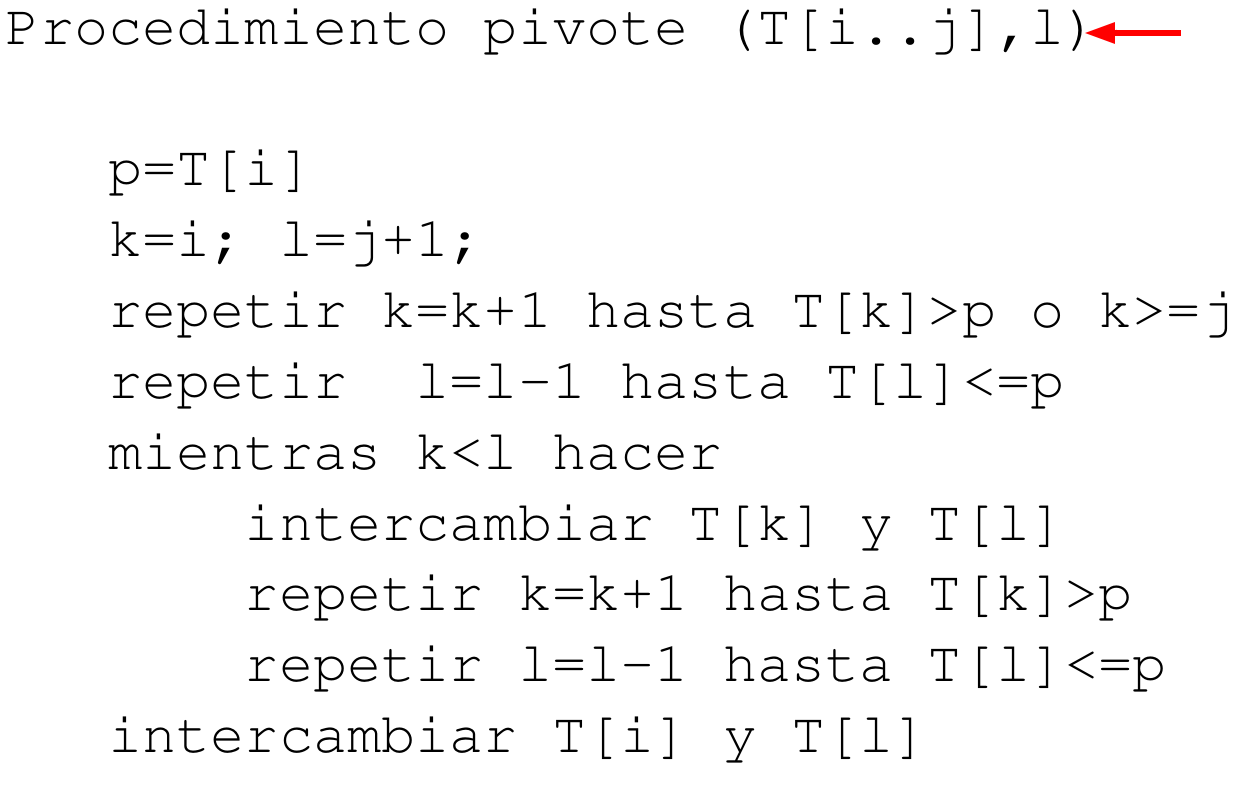 Procedimiento pivote (T[i..j],l)
p=T[i]
k=i; l=j+1;
repetir k=k+1 hasta T[k]>p o k>=j
repetir  l=l-1 hasta T[l]<=p
mientras k<l hacer
intercambiar T[k] y T[l]
repetir k=k+1 hasta T[k]>p
repetir l=l-1 hasta T[l]<=p
intercambiar T[i] y T[l]